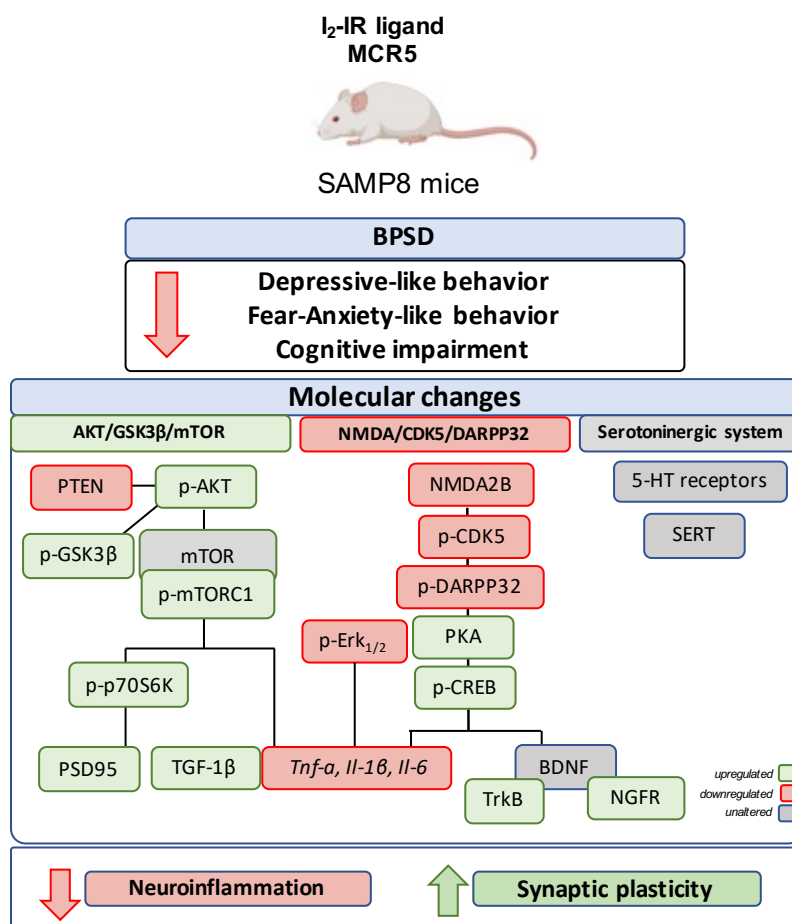 I₂-IR ligand
MCR5
SAMP8 mice
BPSD
Depressive-like behavior
Fear-Anxiety-like behavior
Cognitive impairment
Molecular changes
AKT/GSK3β/mTOR
NMDA/CDK5/DARPP32
Serotoninergic system
PTEN
p-AKT
NMDA2B
5-HT receptors
p-GSK3β
mTOR
p-CDK5
SERT
p-mTORC1
p-DARPP32
p-Erk₁/₂
PKA
p-p70S6K
p-CREB
PSD95
TGF-1β
Tnf-α, Il-1β, Il-6
BDNF
TrkB
NGFR
upregulated
downregulated
unaltered
Neuroinflammation
Synaptic plasticity